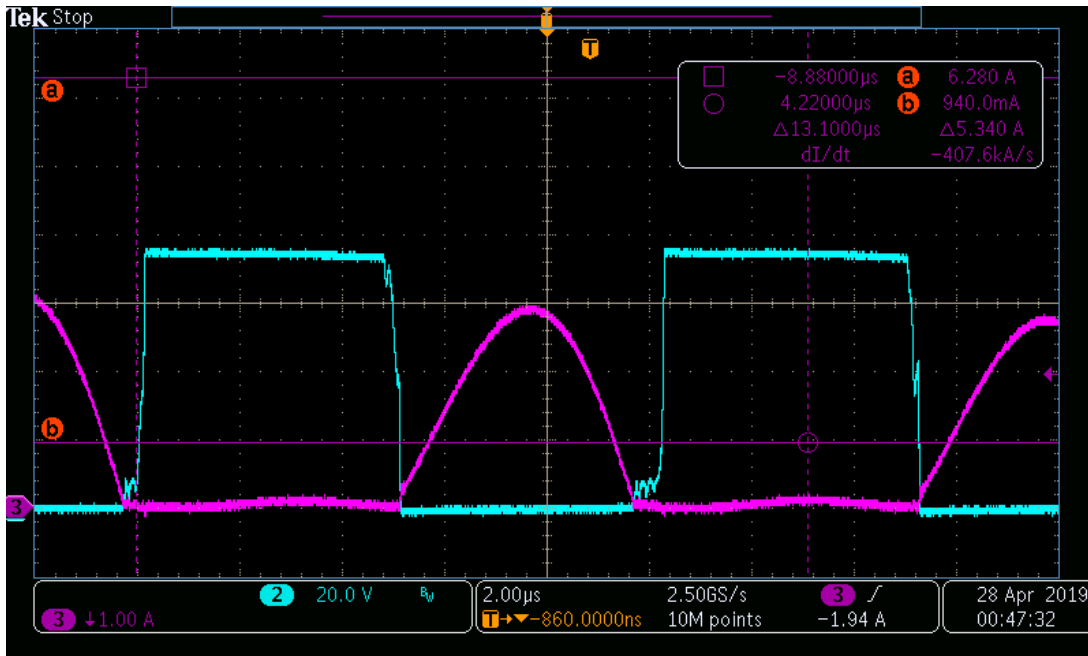 Tek Stop
T
T
a
□ −8.88000µs a 6.280 A
○ 4.22000µs b 940.0mA
Δ13.1000µs Δ5.340 A
dI/dt −407.6kA/s
b
3
2 20.0 V BW
3 ↓1.00 A
2.00µs 2.50GS/s 3 ∫
T→▼−860.0000ns 10M points −1.94 A
28 Apr 2019
00:47:32